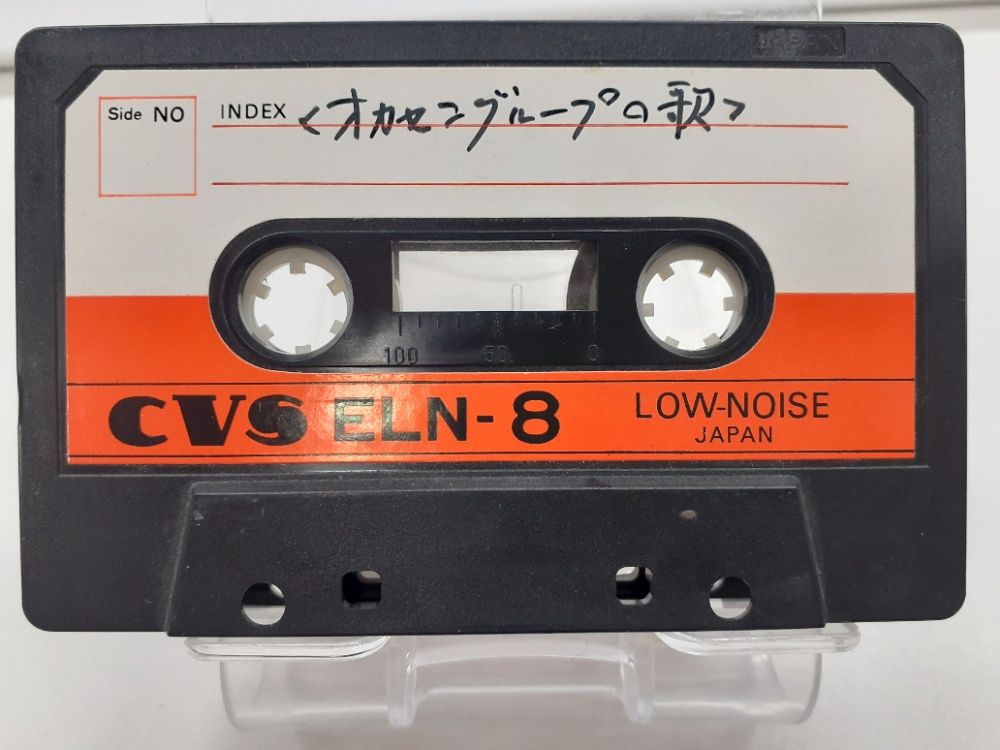 JAPAN
Side NO
INDEX <オカセングループの歌>
100 50 0
CVS ELN-8
LOW-NOISE
JAPAN